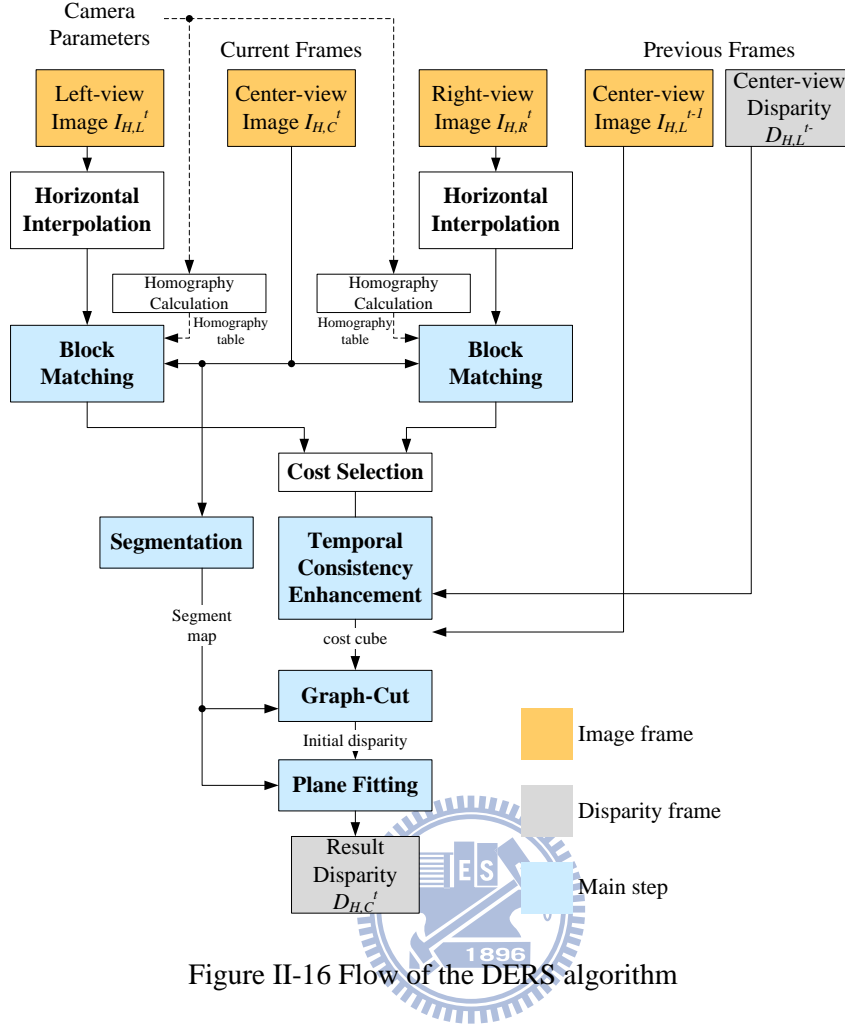 Camera
Parameters
Current Frames
Previous Frames
Left-view
Image I_{H,L}^t
Center-view
Image I_{H,C}^t
Right-view
Image I_{H,R}^t
Center-view
Image I_{H,L}^{t-1}
Center-view
Disparity
D_{H,L}^{t-}
Horizontal
Interpolation
Horizontal
Interpolation
Homography
Calculation
Homography
Calculation
Homography
table
Homography
table
Block
Matching
Block
Matching
Cost Selection
Segmentation
Temporal
Consistency
Enhancement
Segment
map
cost cube
Graph-Cut
Initial disparity
Plane Fitting
Result
Disparity
D_{H,C}^t
Image frame
Disparity frame
Main step
ES
1896
Figure II-16 Flow of the DERS algorithm